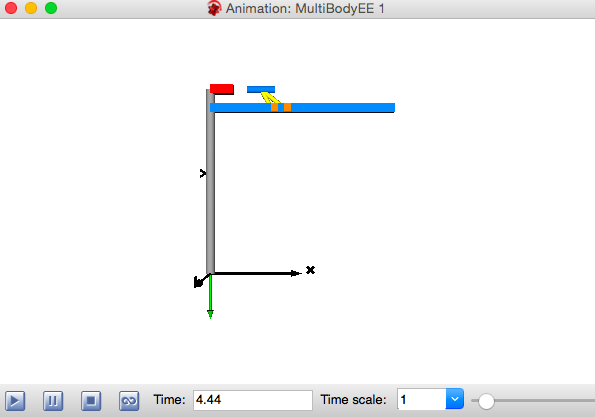 Animation: MultiBodyEE 1
x
Time: 4.44 Time scale: 1